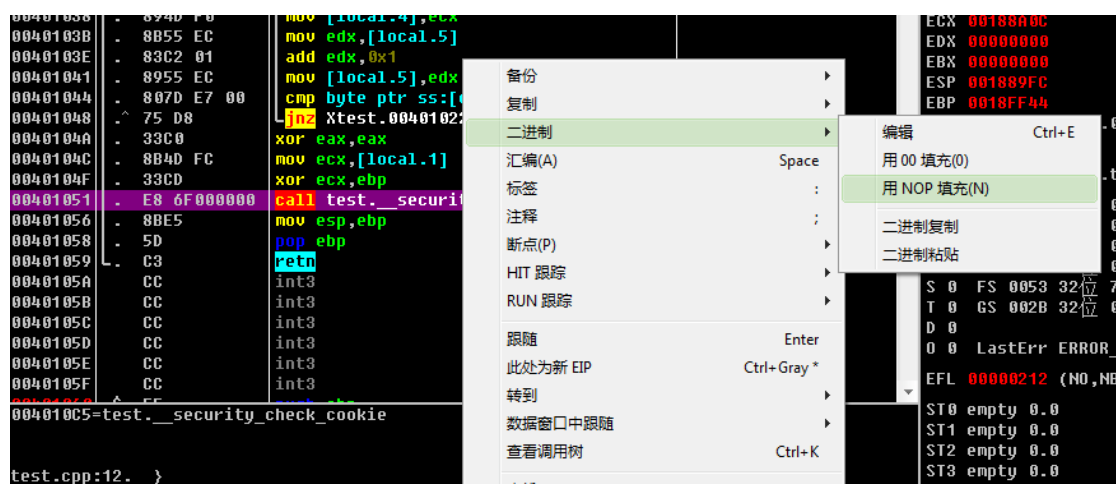 00401038 . 894D F0 mov [local.4],ecx
0040103B . 8B55 EC mov edx,[local.5]
0040103E . 83C2 01 add edx,0x1
00401041 . 8955 EC mov [local.5],edx
00401044 . 807D E7 00 cmp byte ptr ss:[
00401048 .^ 75 D8 jnz Xtest.00401022
0040104A . 33C0 xor eax,eax
0040104C . 8B4D FC mov ecx,[local.1]
0040104F . 33CD xor ecx,ebp
00401051 . E8 6F000000 call test.__securit
00401056 . 8BE5 mov esp,ebp
00401058 . 5D pop ebp
00401059 . C3 retn
0040105A CC int3
0040105B CC int3
0040105C CC int3
0040105D CC int3
0040105E CC int3
0040105F CC int3
004010C5=test.__security_check_cookie
test.cpp:12. }
备份
复制
二进制
汇编(A) Space
标签 :
注释 ;
断点(P)
HIT 跟踪
RUN 跟踪
跟随 Enter
此处为新 EIP Ctrl+Gray *
转到
数据窗口中跟随
查看调用树 Ctrl+K
编辑 Ctrl+E
用 00 填充(0)
用 NOP 填充(N)
二进制复制
二进制粘贴
ECX 00188A0C
EDX 00000000
EBX 00000000
ESP 001889FC
EBP 0018FF44
S 0 FS 0053 32位 7
T 0 GS 002B 32位
D 0
O 0 LastErr ERROR_
EFL 00000212 (NO,NB
ST0 empty 0.0
ST1 empty 0.0
ST2 empty 0.0
ST3 empty 0.0